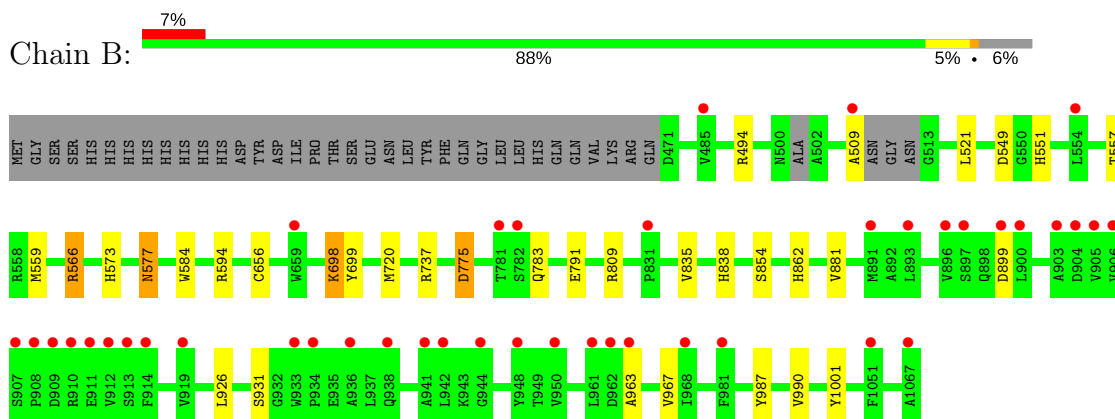 7%
Chain B:
88% 5% • 6%
MET GLY SER SER HIS HIS HIS HIS HIS HIS HIS HIS HIS HIS ASP TYR ASP ILE PRO THR SER GLU ASN LEU TYR PHE GLN GLY LEU LEU HIS GLN GLN VAL LYS ARG GLN D471 V485 R494 N500 ALA A502 A509 ASN GLY ASN G513 L521 D549 G550 H551 L554 T557
R558 M559 R566 H573 N577 W584 R594 C656 W659 K698 Y699 M720 R737 D775 T781 S782 Q783 E791 R809 P831 V835 H838 S854 H862 V881 M891 A892 L893 V896 S897 Q898 D899 L900 A903 D904 V905 V906
S907 P908 D909 R910 E911 V912 S913 F914 V919 L926 S931 G932 W933 P934 E935 A936 L937 Q938 A941 L942 K943 G944 Y948 T949 V950 L961 D962 A963 V967 I968 F981 Y987 V990 Y1001 F1051 A1067